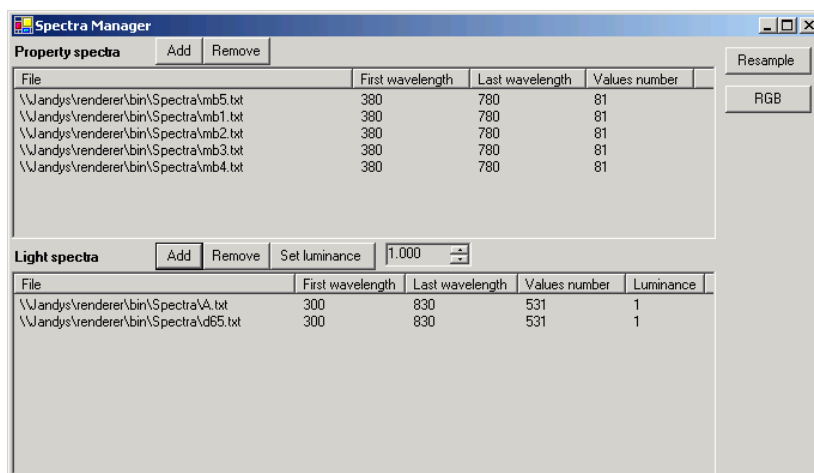 Spectra Manager
Property spectra Add Remove
Resample
File First wavelength Last wavelength Values number
RGB
\\Jandys\renderer\bin\Spectra\mb5.txt 380 780 81
\\Jandys\renderer\bin\Spectra\mb1.txt 380 780 81
\\Jandys\renderer\bin\Spectra\mb2.txt 380 780 81
\\Jandys\renderer\bin\Spectra\mb3.txt 380 780 81
\\Jandys\renderer\bin\Spectra\mb4.txt 380 780 81
Light spectra Add Remove Set luminance 1.000
File First wavelength Last wavelength Values number Luminance
\\Jandys\renderer\bin\Spectra\A.txt 300 830 531 1
\\Jandys\renderer\bin\Spectra\d65.txt 300 830 531 1